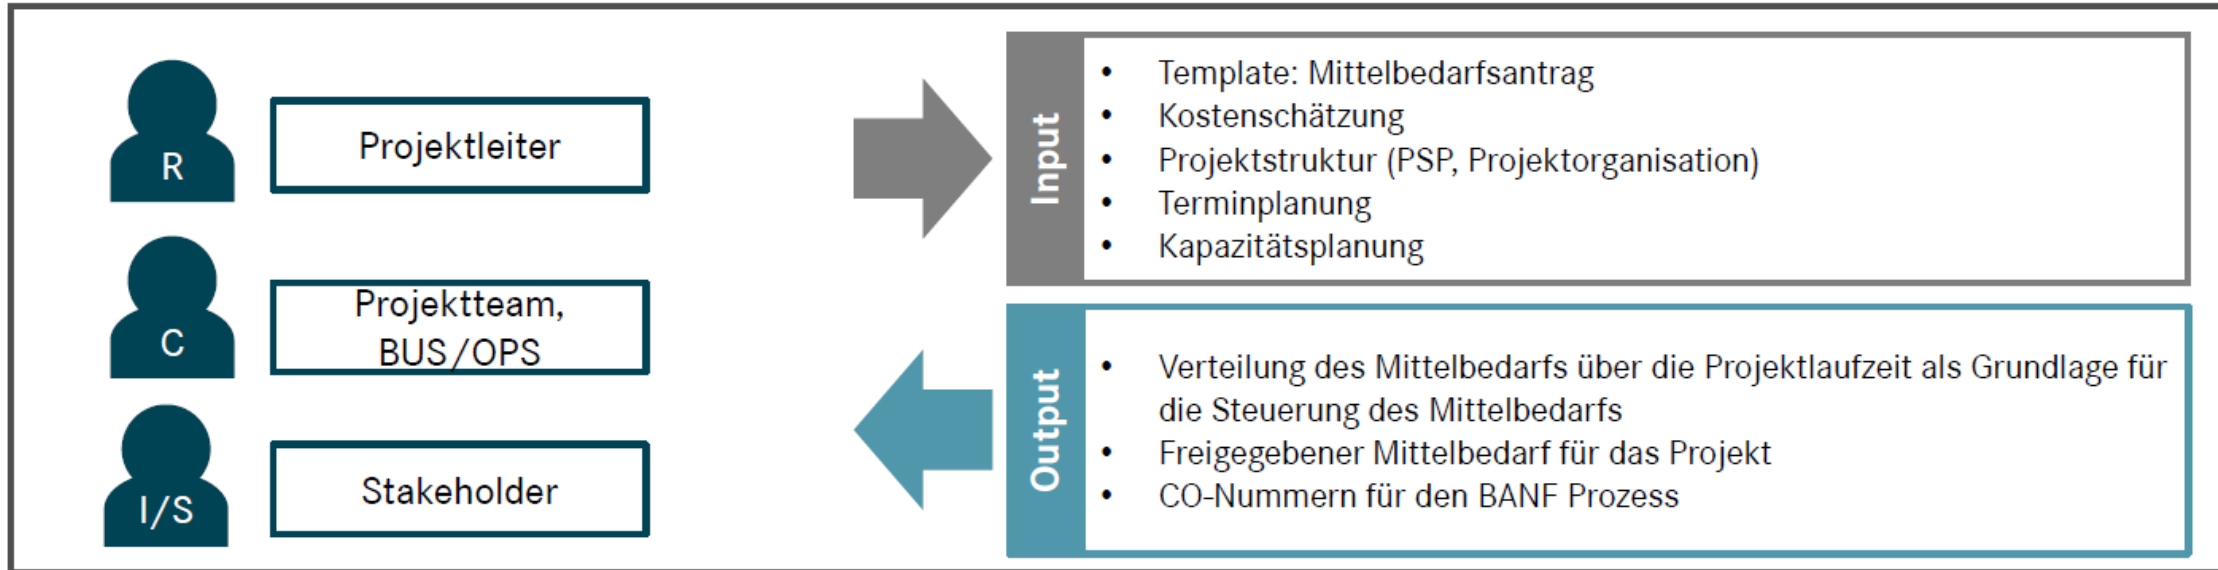 R
Projektleiter
C
Projektteam,
BUS/OPS
I/S
Stakeholder
Input
• Template: Mittelbedarfsantrag
• Kostenschätzung
• Projektstruktur (PSP, Projektorganisation)
• Terminplanung
• Kapazitätsplanung
Output
• Verteilung des Mittelbedarfs über die Projektlaufzeit als Grundlage für
die Steuerung des Mittelbedarfs
• Freigegebener Mittelbedarf für das Projekt
• CO-Nummern für den BANF Prozess